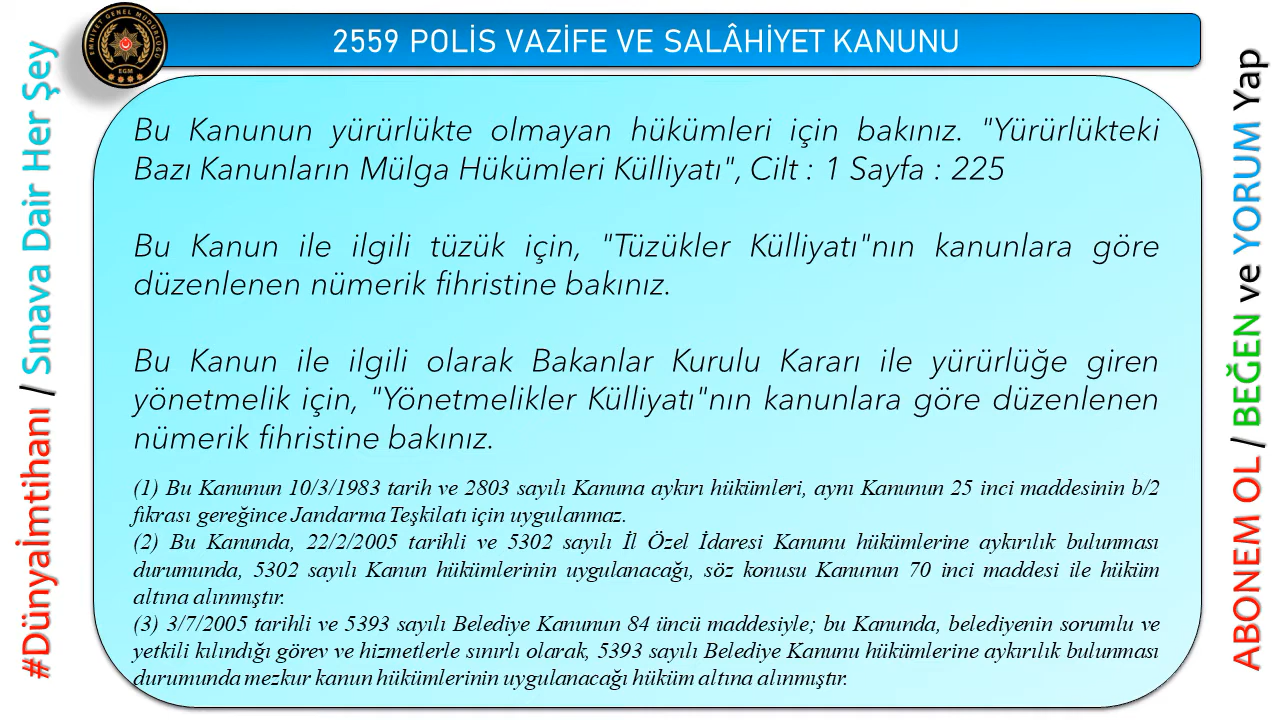 2559 POLİS VAZİFE VE SALÂHİYET KANUNU
EMNİYET GENEL MÜDÜRLÜĞÜ
EGM
#Dünyaİmtihanı / Sınava Dair Her Şey
Bu Kanunun yürürlükte olmayan hükümleri için bakınız. "Yürürlükteki
Bazı Kanunların Mülga Hükümleri Külliyatı", Cilt : 1 Sayfa : 225
Bu Kanun ile ilgili tüzük için, "Tüzükler Külliyatı"nın kanunlara göre
düzenlenen nümerik fihristine bakınız.
Bu Kanun ile ilgili olarak Bakanlar Kurulu Kararı ile yürürlüğe giren
yönetmelik için, "Yönetmelikler Külliyatı"nın kanunlara göre düzenlenen
nümerik fihristine bakınız.
(1) Bu Kanunun 10/3/1983 tarih ve 2803 sayılı Kanuna aykırı hükümleri, aynı Kanunun 25 inci maddesinin b/2
fıkrası gereğince Jandarma Teşkilatı için uygulanmaz.
(2) Bu Kanunda, 22/2/2005 tarihli ve 5302 sayılı İl Özel İdaresi Kanunu hükümlerine aykırılık bulunması
durumunda, 5302 sayılı Kanun hükümlerinin uygulanacağı, söz konusu Kanunun 70 inci maddesi ile hüküm
altına alınmıştır.
(3) 3/7/2005 tarihli ve 5393 sayılı Belediye Kanunun 84 üncü maddesiyle; bu Kanunda, belediyenin sorumlu ve
yetkili kılındığı görev ve hizmetlerle sınırlı olarak, 5393 sayılı Belediye Kanunu hükümlerine aykırılık bulunması
durumunda mezkur kanun hükümlerinin uygulanacağı hüküm altına alınmıştır.
ABONEM OL / BEĞEN ve YORUM Yap